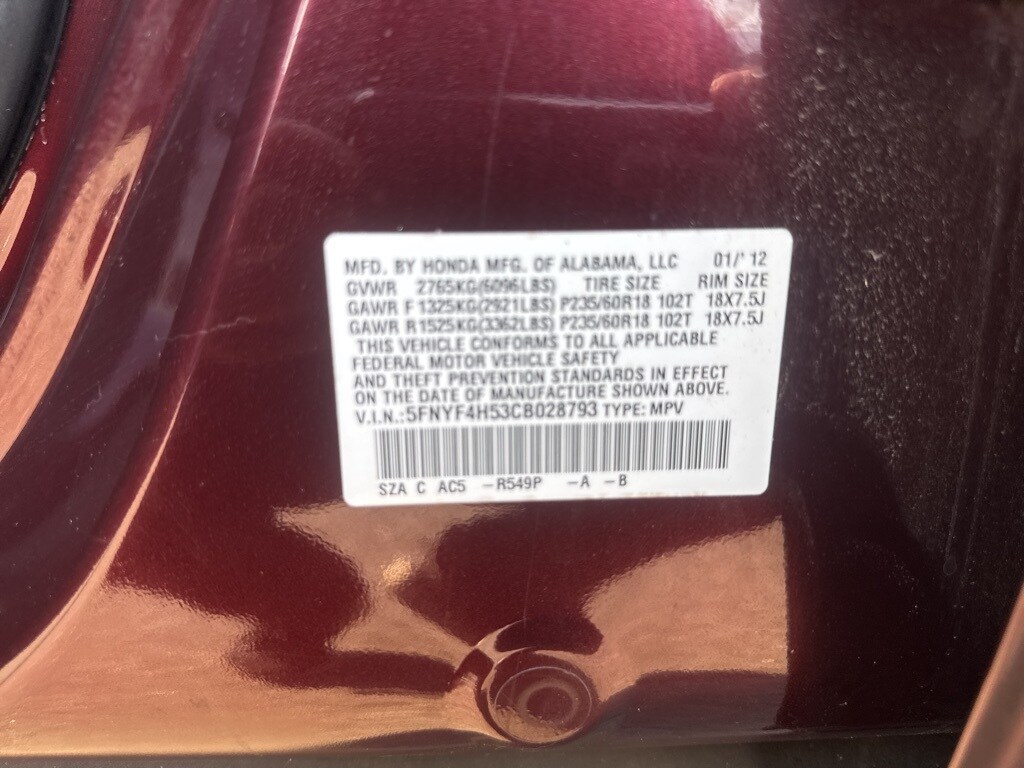 MFD. BY HONDA MFG. OF ALABAMA, LLC 01/'12
GVWR 2765KG(6096LBS) TIRE SIZE RIM SIZE
GAWR F 1325KG(2921LBS) P235/60R18 102T 18X7.5J
GAWR R 1525KG(3362LBS) P235/60R18 102T 18X7.5J
THIS VEHICLE CONFORMS TO ALL APPLICABLE
FEDERAL MOTOR VEHICLE SAFETY
AND THEFT PREVENTION STANDARDS IN EFFECT
ON THE DATE OF MANUFACTURE SHOWN ABOVE.
V.I.N.:5FNYF4H53CB028793 TYPE: MPV
SZA C AC5 -R549P -A -B